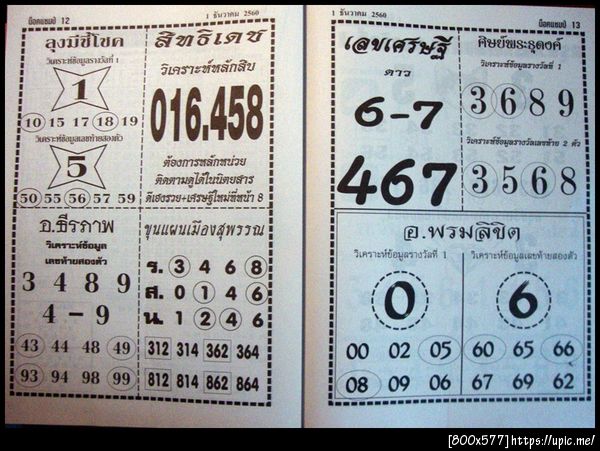 น็อคแชมป์ 12
1 ธันวาคม 2560
ลุงมีชี้โชค
วิเคราะห์ข้อมูลรางวัลที่ 1
1
10 15 17 18 19
วิเคราะห์ข้อมูลเลขท้ายสองตัว
5
50 55 56 57 59
สิทธิเดช
วิเคราะห์หลักสิบ
016.458
ต้องการหลักหน่วย
ติดตามดูได้ในนิตยสาร
ดีเฮงรวย+เศรษฐีใหม่ที่หน้า 8
อ.ธีรภาพ
วิเคราะห์ข้อมูล
เลขท้ายสองตัว
3 4 8 9
4 - 9
43 44 48 49
93 94 98 99
ขุนแผนเมืองสุพรรณ
ร. 3 4 6 8
ส. 0 1 4 6
น. 1 2 4 6
312 314 362 364
812 814 862 864
1 ธันวาคม 2560
น็อคแชมป์ 13
เลขเศรษฐี
ดาว
6-7
467
ศิษย์พระธุดงค์
วิเคราะห์ข้อมูลรางวัลที่ 1
3 6 8 9
วิเคราะห์ข้อมูลรางวัลเลขท้าย 2 ตัว
3 5 6 8
อ.พรมลิขิต
วิเคราะห์ข้อมูลรางวัลที่ 1
0
00 02 05
08 09 06
วิเคราะห์ข้อมูลเลขท้ายสองตัว
6
60 65 66
67 69 62
[800x577] https://upic.me/